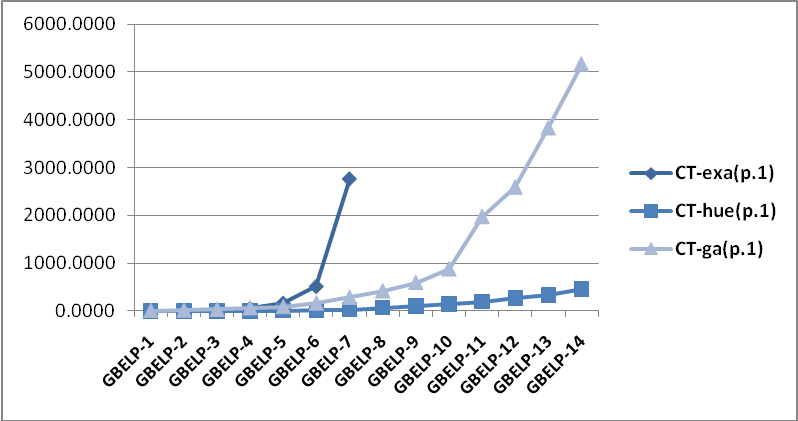 6000.0000
5000.0000
4000.0000
3000.0000
2000.0000
1000.0000
0.0000
GBELP-1
GBELP-2
GBELP-3
GBELP-4
GBELP-5
GBELP-6
GBELP-7
GBELP-8
GBELP-9
GBELP-10
GBELP-11
GBELP-12
GBELP-13
GBELP-14
CT-exa(p.1)
CT-hue(p.1)
CT-ga(p.1)